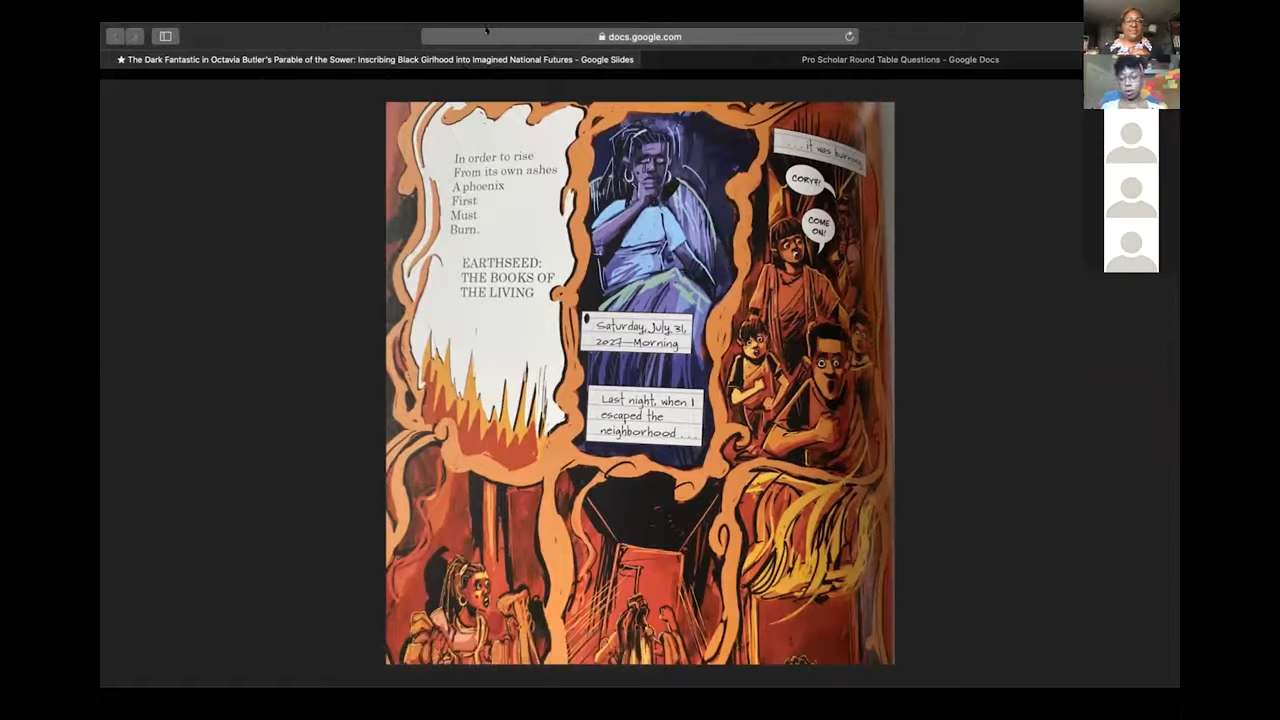 docs.google.com
★ The Dark Fantastic in Octavia Butler's Parable of the Sower: Inscribing Black Girlhood into Imagined National Futures - Google Slides
Pro Scholar Round Table Questions - Google Docs
In order to rise
From its own ashes
A phoenix
First
Must
Burn.
EARTHSEED:
THE BOOKS OF
THE LIVING
Saturday, July 31,
2027—Morning
Last night, when I
escaped the
neighborhood . . .
. . . it was burning.
CORY?!
COME
ON!